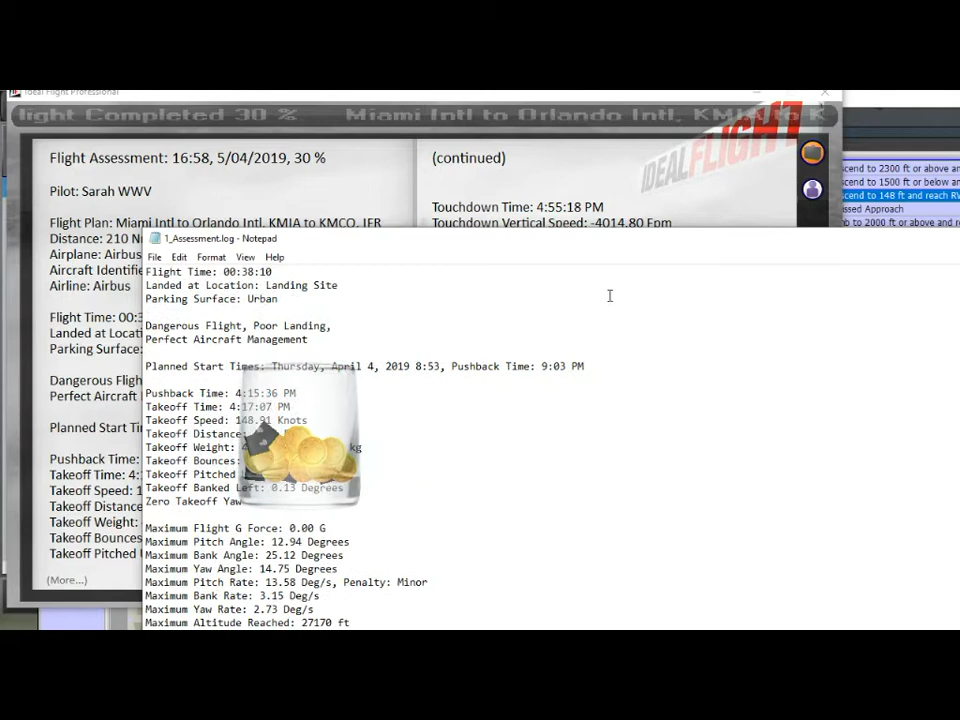 Ideal Flight Professional
light Completed 30 % Miami Intl to Orlando Intl, KMIA to K
IDEALFLIGHT
Flight Assessment: 16:58, 5/04/2019, 30 %
Pilot: Sarah WWV
Flight Plan: Miami Intl to Orlando Intl, KMIA to KMCO, IFR
Distance: 210
Airplane: Airbus
Aircraft
Airline: Airbus
Flight Time:
Landed at
Parking Surface:
Dangerous
Perfect Aircraft
Planned Start
Pushback Time:
Takeoff Time:
Takeoff Speed:
Takeoff Distance
Takeoff Weight:
Takeoff Bounces
Takeoff Pitched
(More...)
(continued)
Touchdown Time: 4:55:18 PM
Touchdown Vertical Speed: -4014.80 Fpm
scend to 2300 ft or above an
scend to 1500 ft or below an
scend to 148 ft and reach RV
ssed Approach
mb to 2000 ft or above and r
1_Assessment.log - Notepad
File Edit Format View Help
Flight Time: 00:38:10
Landed at Location: Landing Site
Parking Surface: Urban
Dangerous Flight, Poor Landing,
Perfect Aircraft Management
Planned Start Times: Thursday, April 4, 2019 8:53, Pushback Time: 9:03 PM
Pushback Time: 4:15:36 PM
Takeoff Time: 4:17:07 PM
Takeoff Speed: 148.91 Knots
Takeoff Distance:
Takeoff Weight: kg
Takeoff Bounces:
Takeoff Pitched
Takeoff Banked Left: 0.13 Degrees
Zero Takeoff Yaw
Maximum Flight G Force: 0.00 G
Maximum Pitch Angle: 12.94 Degrees
Maximum Bank Angle: 25.12 Degrees
Maximum Yaw Angle: 14.75 Degrees
Maximum Pitch Rate: 13.58 Deg/s, Penalty: Minor
Maximum Bank Rate: 3.15 Deg/s
Maximum Yaw Rate: 2.73 Deg/s
Maximum Altitude Reached: 27170 ft